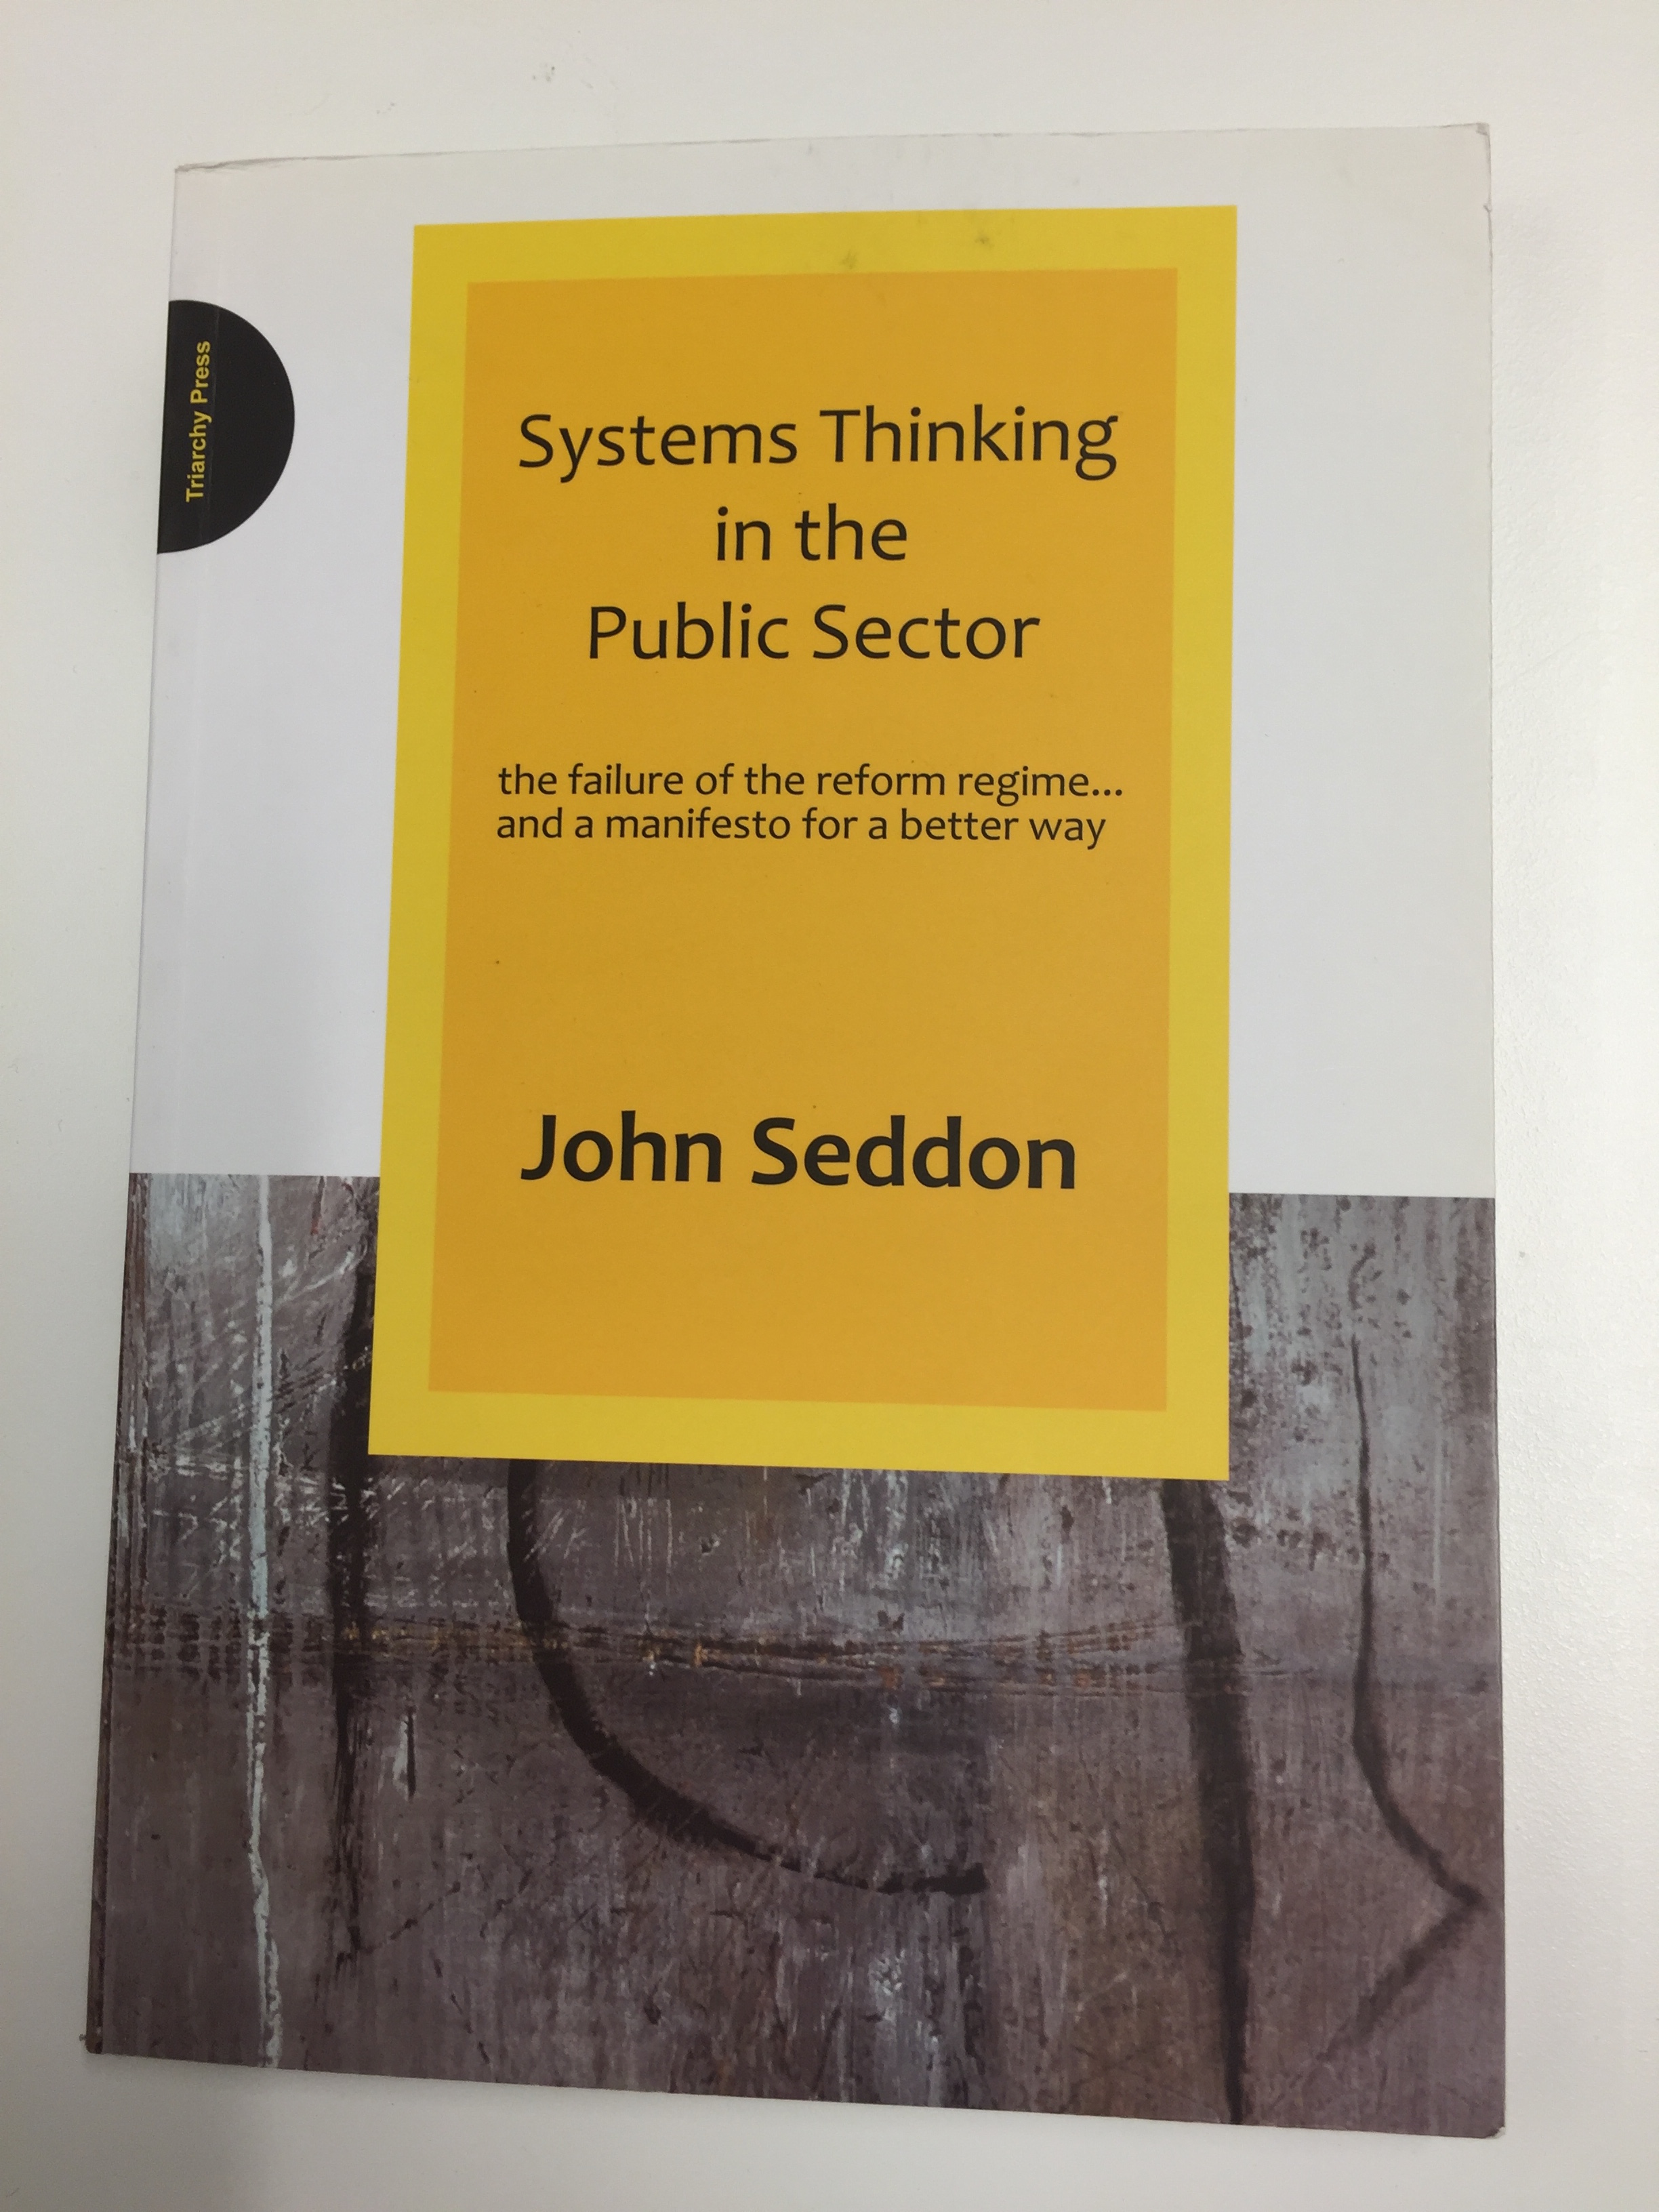 Triarchy Press
Systems Thinking
in the
Public Sector
the failure of the reform regime...
and a manifesto for a better way
John Seddon